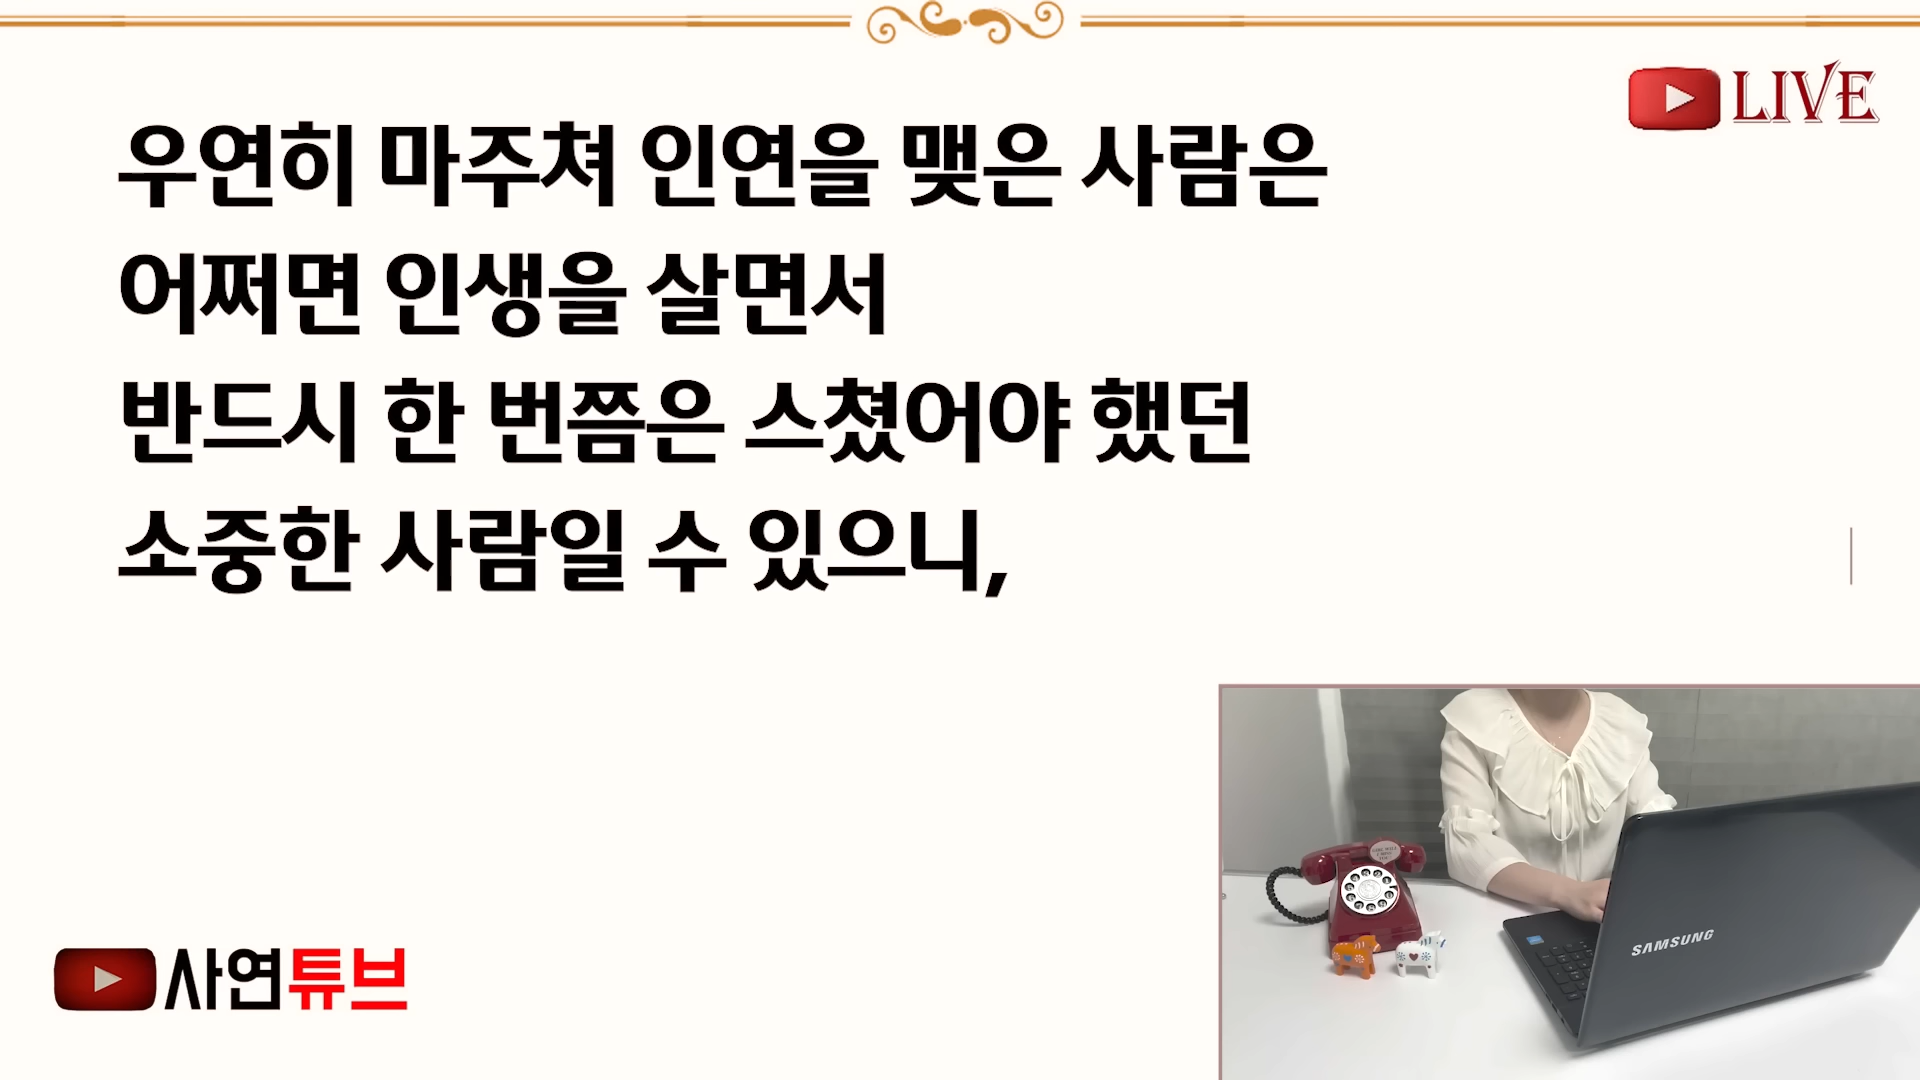 LIVE
우연히 마주쳐 인연을 맺은 사람은
어쩌면 인생을 살면서
반드시 한 번쯤은 스쳤어야 했던
소중한 사람일 수 있으니,
사연튜브
SAMSUNG